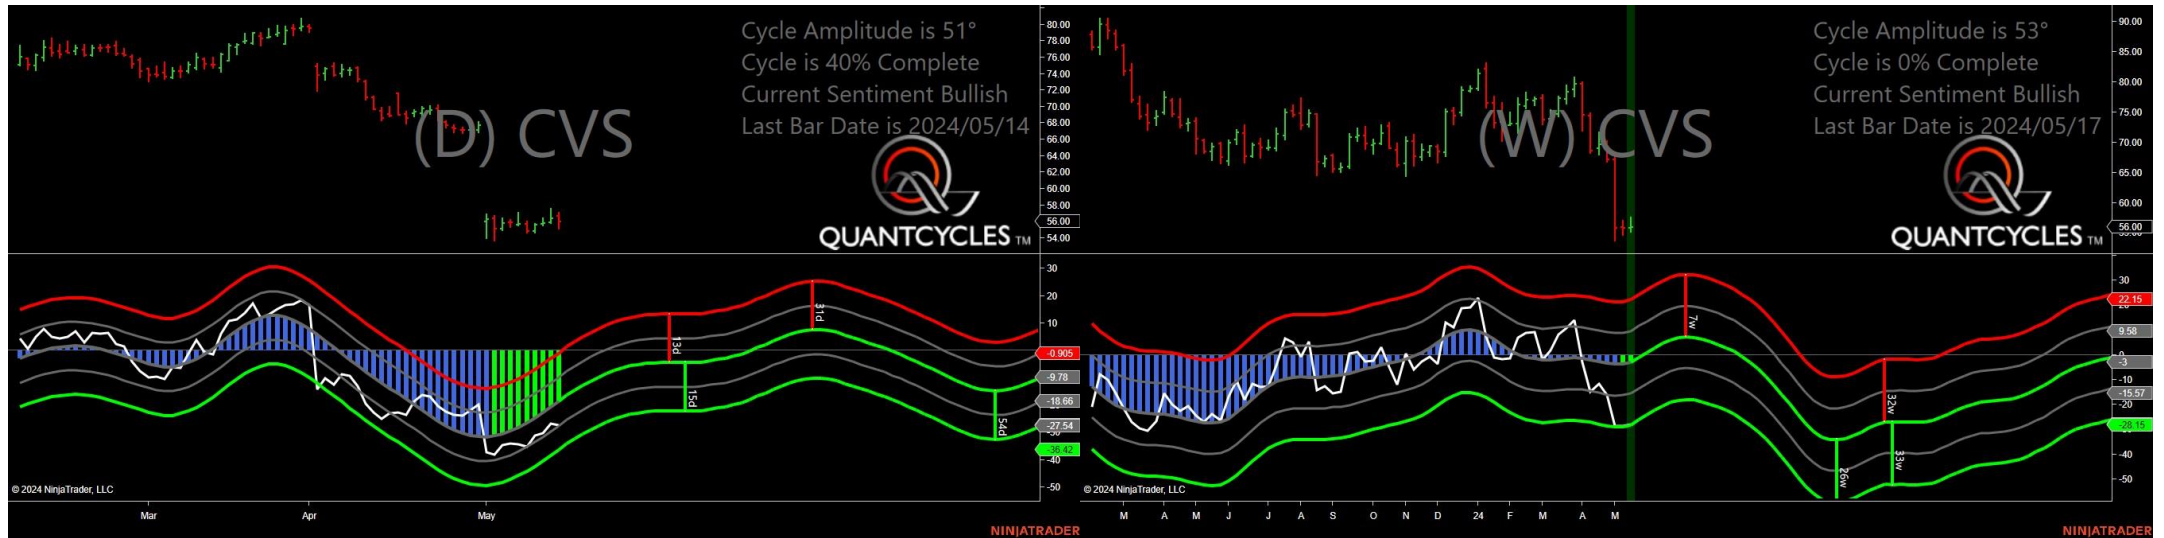 Cycle Amplitude is 51°
Cycle is 40% Complete
Current Sentiment Bullish
Last Bar Date is 2024/05/14
(D) CVS
QUANTCYCLES TM
80.00
78.00
76.00
74.00
72.00
70.00
68.00
66.00
64.00
62.00
60.00
58.00
56.00
54.00
30
20
10
-0.905
-9.78
-18.66
-27.54
-36.42
-40
-50
13d
15d
31d
54d
© 2024 NinjaTrader, LLC
Mar Apr May
NINJATRADER
Cycle Amplitude is 53°
Cycle is 0% Complete
Current Sentiment Bullish
Last Bar Date is 2024/05/17
(W) CVS
QUANTCYCLES TM
90.00
85.00
80.00
75.00
70.00
65.00
60.00
56.00
30
22.15
9.58
-3
-10
-15.57
-20
-28.15
-40
-50
7w
26w
32w
33w
© 2024 NinjaTrader, LLC
M A M J J A S O N D 24 F M A M
NINJATRADER